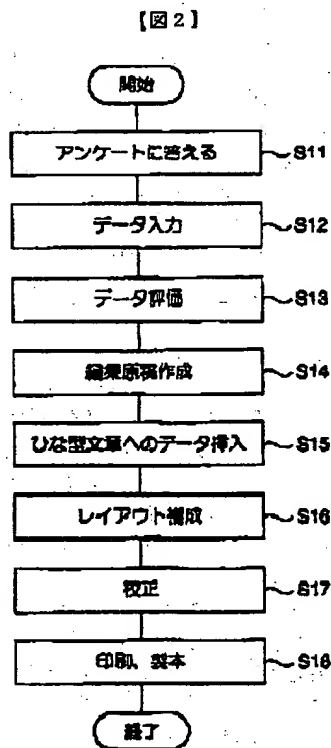 【図2】
開始
アンケートに答える
S11
データ入力
S12
データ評価
S13
編集原稿作成
S14
ひな型文章へのデータ挿入
S15
レイアウト構成
S16
校正
S17
印刷、製本
S18
終了